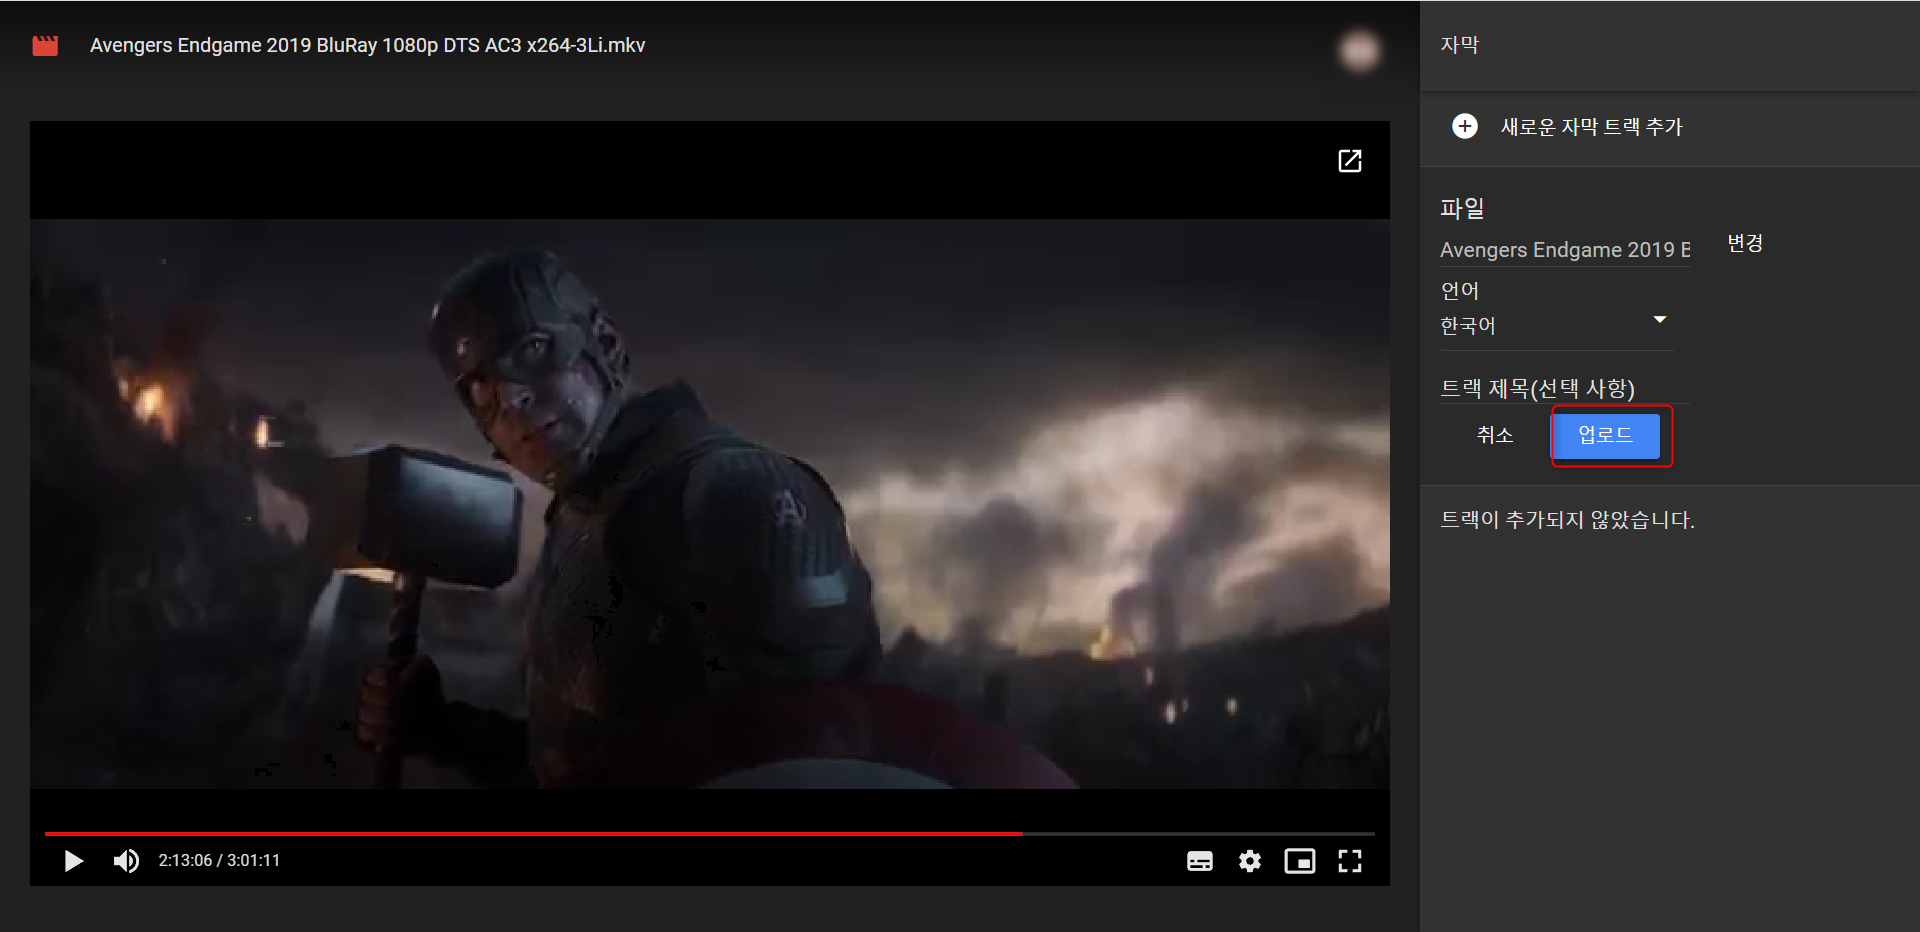 Avengers Endgame 2019 BluRay 1080p DTS AC3 x264-3Li.mkv
2:13:06 / 3:01:11
자막
새로운 자막 트랙 추가
파일
Avengers Endgame 2019 B
변경
언어
한국어
트랙 제목(선택 사항)
취소
업로드
트랙이 추가되지 않았습니다.